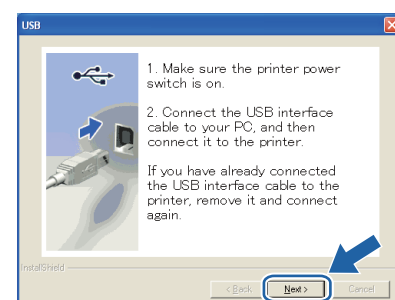 USB
1. Make sure the printer power
switch is on.
2. Connect the USB interface
cable to your PC, and then
connect it to the printer.
If you have already connected
the USB interface cable to the
printer, remove it and connect
again.
InstallShield
< Back
Next >
Cancel